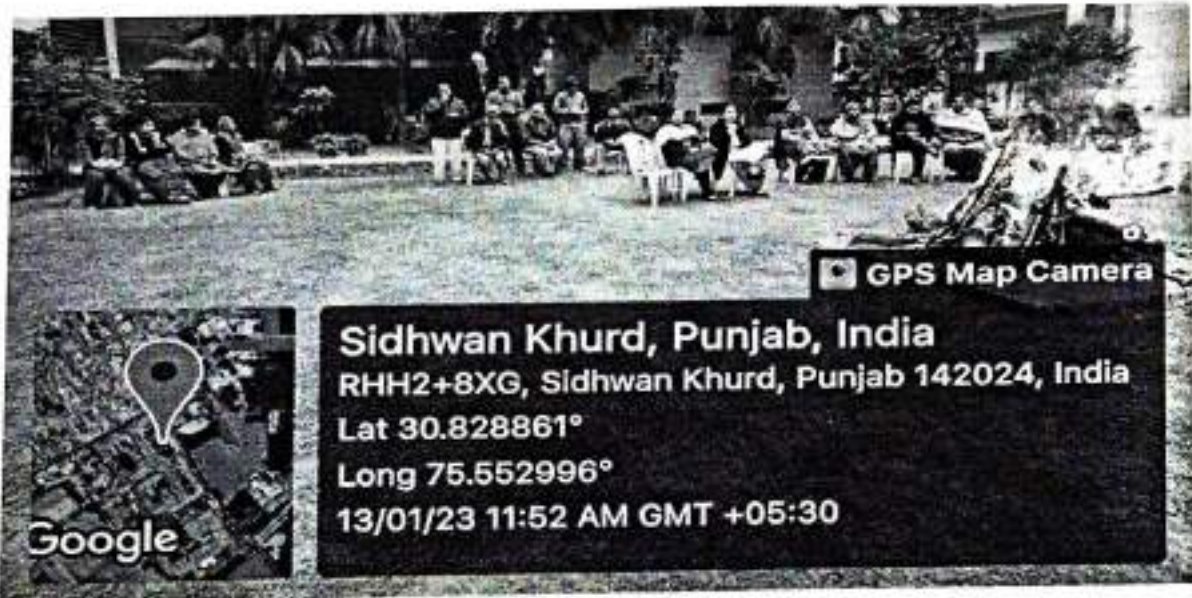 GPS Map Camera
Sidhwan Khurd, Punjab, India
RHH2+8XG, Sidhwan Khurd, Punjab 142024, India
Lat 30.828861°
Long 75.552996°
13/01/23 11:52 AM GMT +05:30
Google